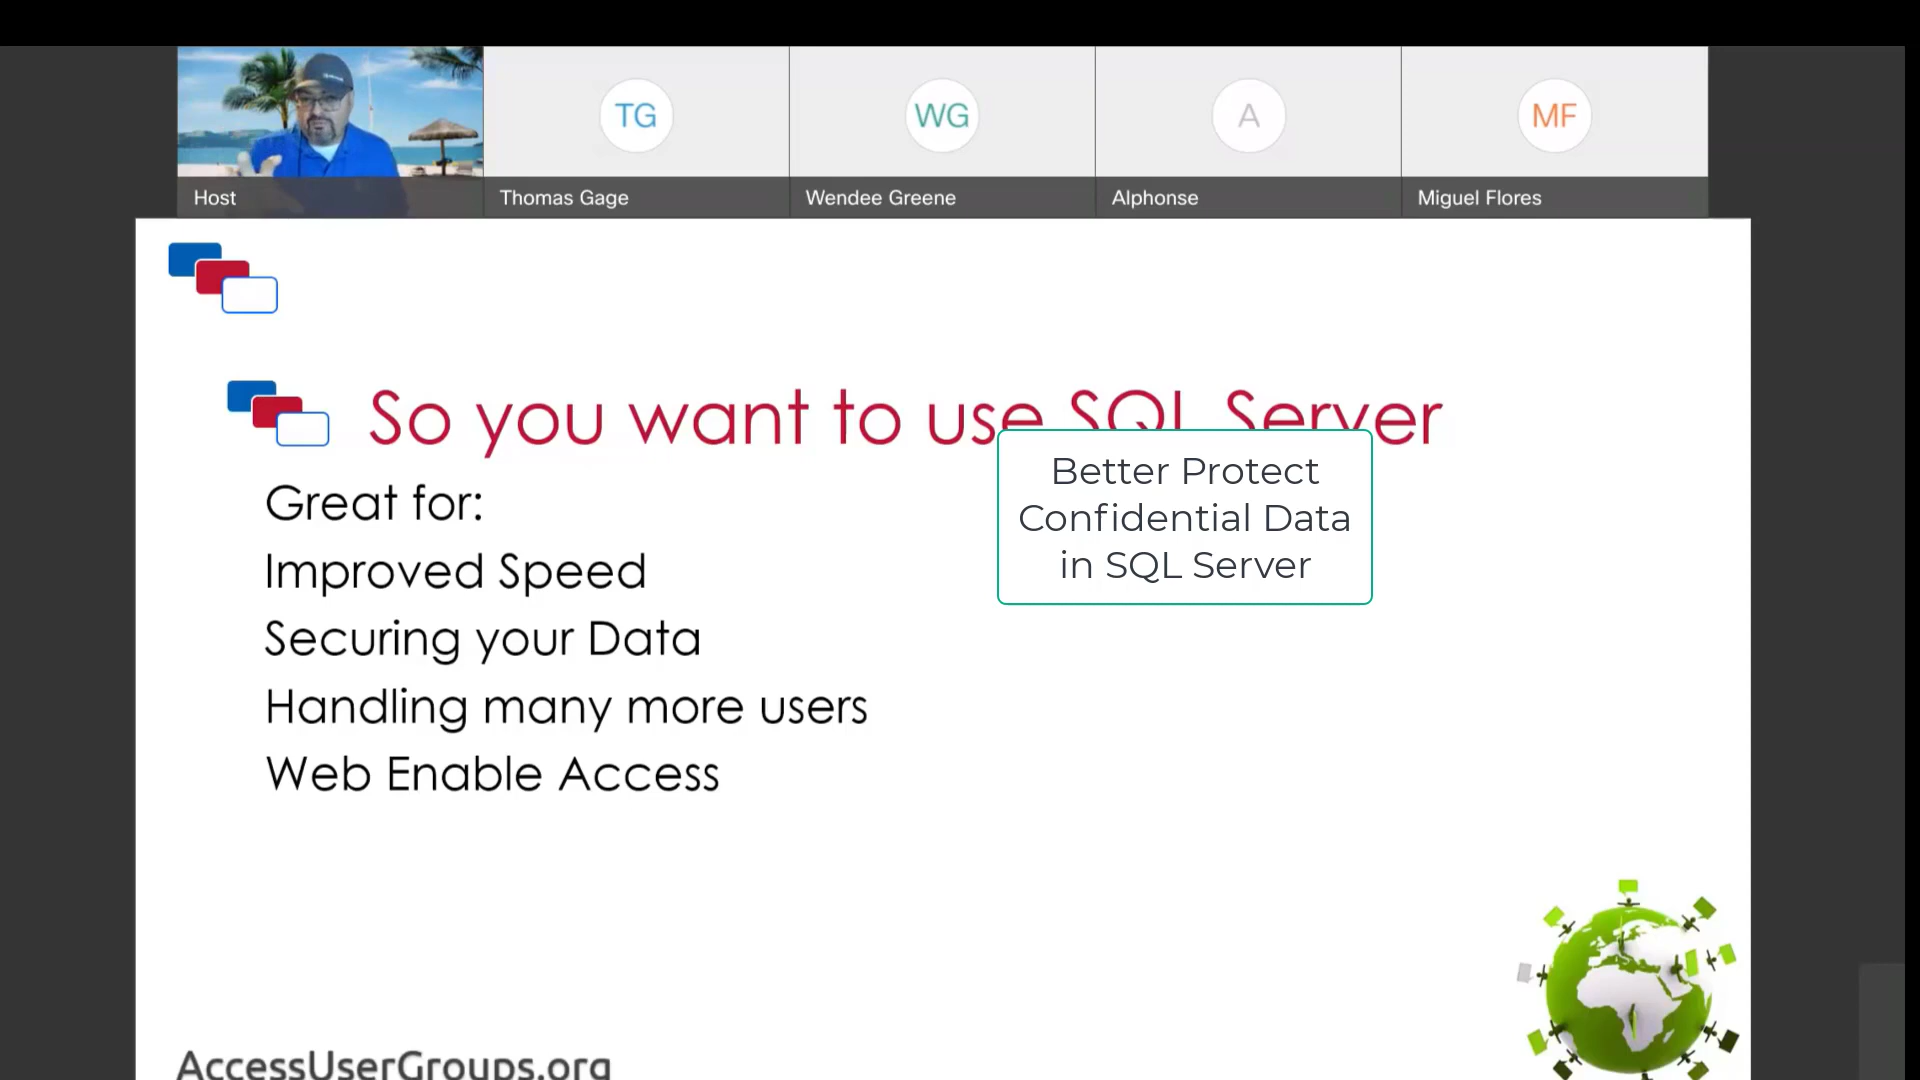 TG
WG
A
MF
Host
Thomas Gage
Wendee Greene
Alphonse
Miguel Flores
So you want to use SQL Server
Better Protect
Confidential Data
in SQL Server
Great for:
Improved Speed
Securing your Data
Handling many more users
Web Enable Access
AccessUserGroups.org